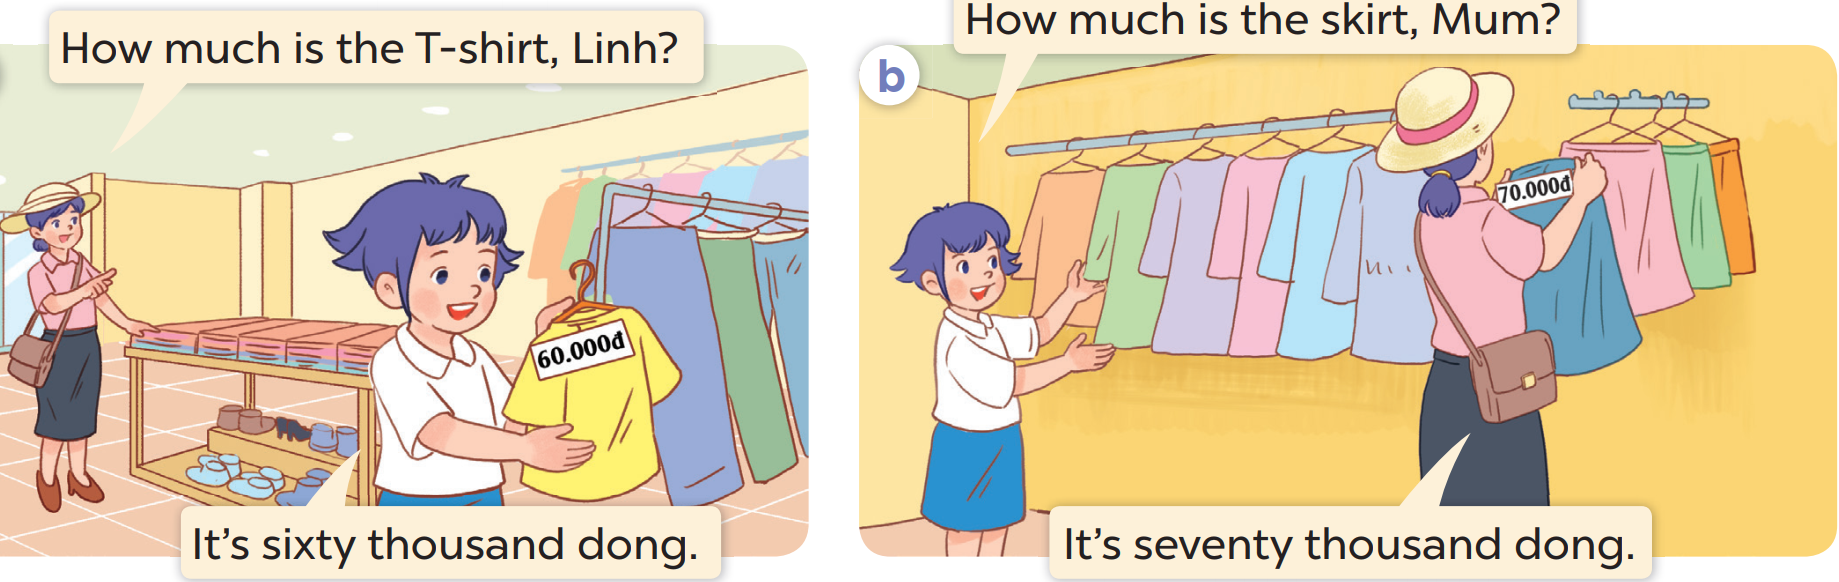 How much is the T-shirt, Linh?
60.000đ
It's sixty thousand dong.
How much is the skirt, Mum?
b
70.000đ
It's seventy thousand dong.